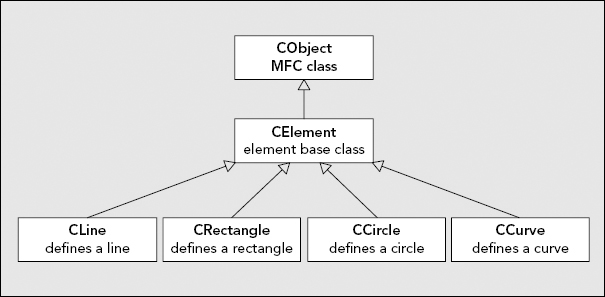 CObject
MFC class
CElement
element base class
CLine
defines a line
CRectangle
defines a rectangle
CCircle
defines a circle
CCurve
defines a curve